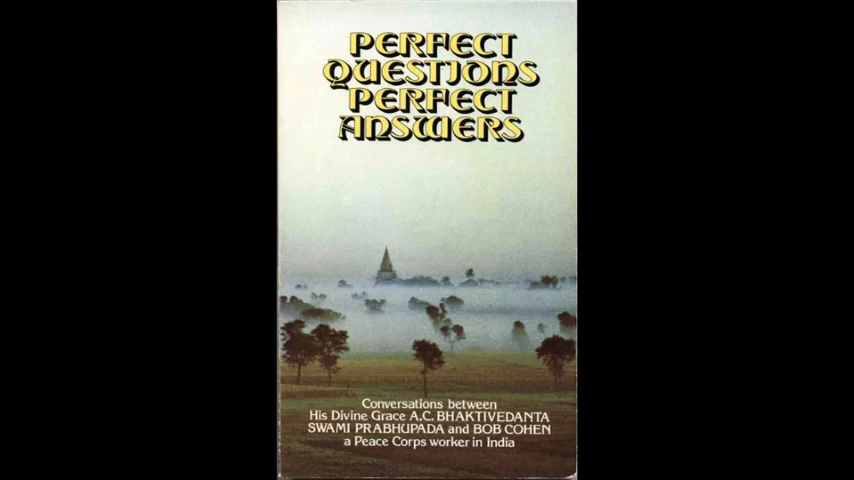 PERFECT
QUESTIONS
PERFECT
ANSWERS
Conversations between
His Divine Grace A.C. BHAKTIVEDANTA
SWAMI PRABHUPADA and BOB COHEN
a Peace Corps worker in India